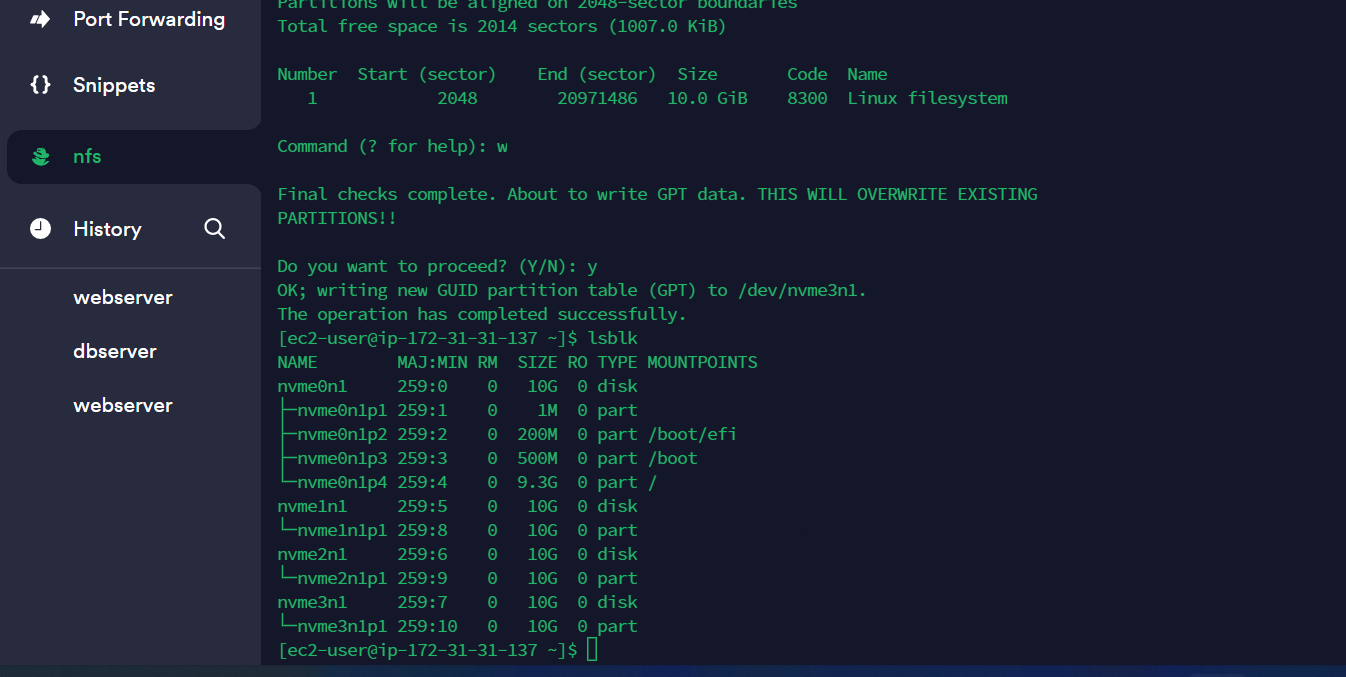 Port Forwarding
Snippets
nfs
History
webserver
dbserver
webserver
Partitions will be aligned on 2048-sector boundaries
Total free space is 2014 sectors (1007.0 KiB)
Number  Start (sector)    End (sector)  Size       Code  Name
   1            2048        20971486   10.0 GiB    8300  Linux filesystem
Command (? for help): w
Final checks complete. About to write GPT data. THIS WILL OVERWRITE EXISTING
PARTITIONS!!
Do you want to proceed? (Y/N): y
OK; writing new GUID partition table (GPT) to /dev/nvme3n1.
The operation has completed successfully.
[ec2-user@ip-172-31-31-137 ~]$ lsblk
NAME        MAJ:MIN RM  SIZE RO TYPE MOUNTPOINTS
nvme0n1     259:0    0   10G  0 disk
├─nvme0n1p1 259:1    0    1M  0 part
├─nvme0n1p2 259:2    0  200M  0 part /boot/efi
├─nvme0n1p3 259:3    0  500M  0 part /boot
└─nvme0n1p4 259:4    0  9.3G  0 part /
nvme1n1     259:5    0   10G  0 disk
└─nvme1n1p1 259:8    0   10G  0 part
nvme2n1     259:6    0   10G  0 disk
└─nvme2n1p1 259:9    0   10G  0 part
nvme3n1     259:7    0   10G  0 disk
└─nvme3n1p1 259:10   0   10G  0 part
[ec2-user@ip-172-31-31-137 ~]$